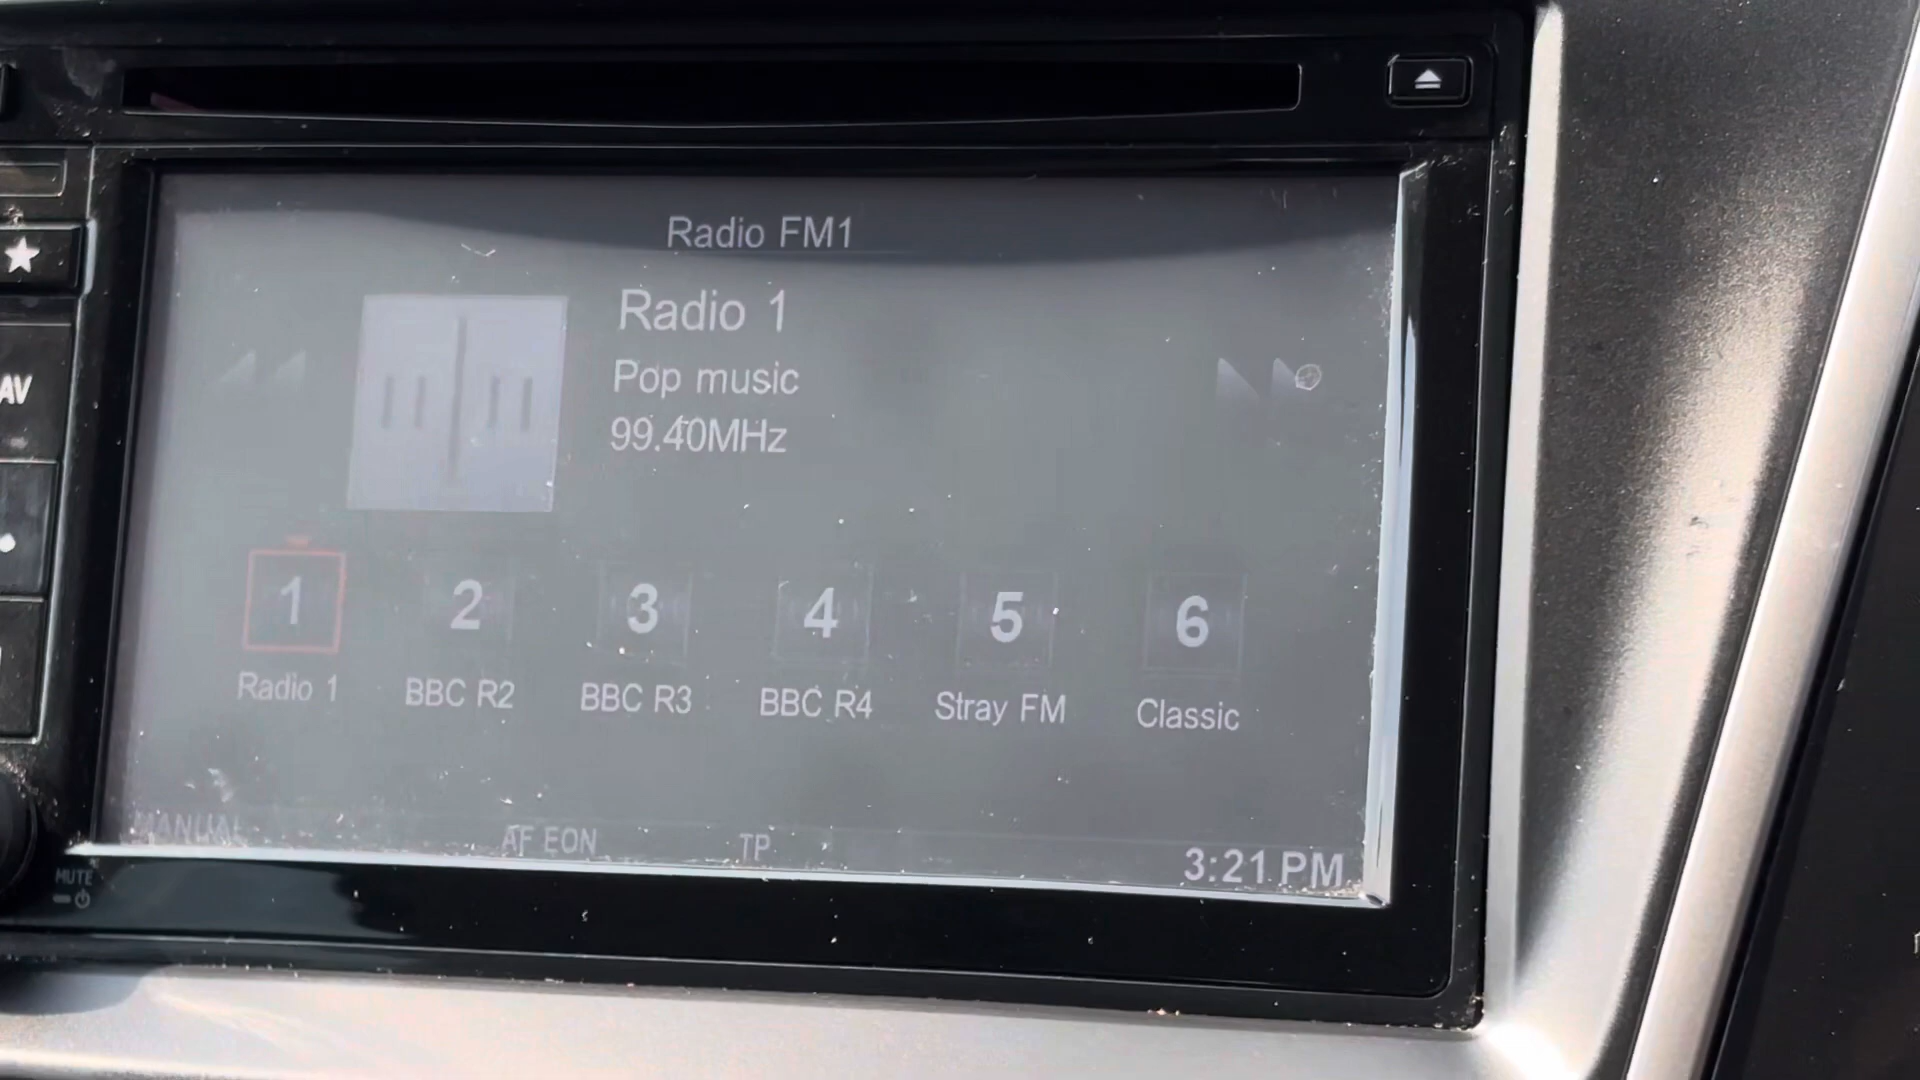 Radio FM1
Radio 1
Pop music
99.40MHz
1 2 3 4 5 6
Radio 1 BBC R2 BBC R3 BBC R4 Stray FM Classic
MANUAL AF EON TP 3:21 PM
AV
MUTE